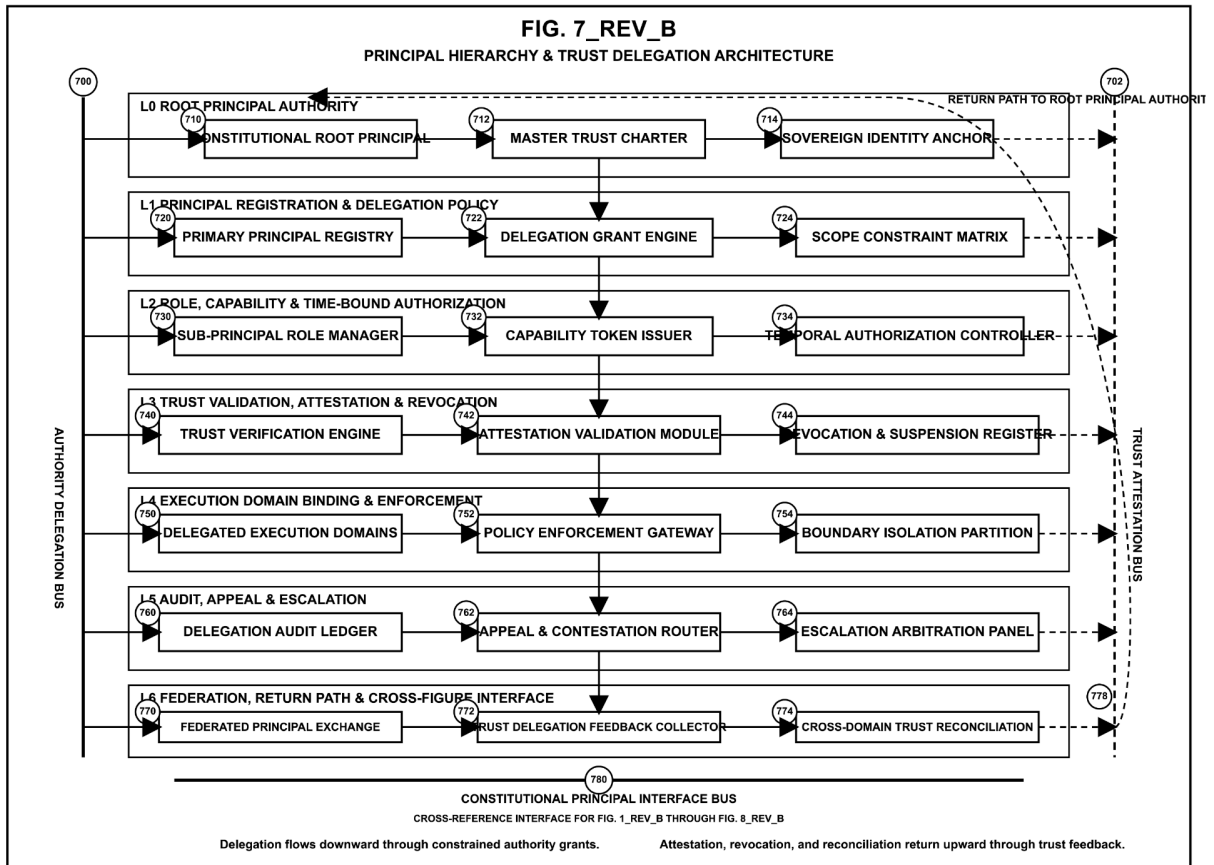 FIG. 7_REV_B
PRINCIPAL HIERARCHY & TRUST DELEGATION ARCHITECTURE
700
702
L0 ROOT PRINCIPAL AUTHORITY
RETURN PATH TO ROOT PRINCIPAL AUTHORIT
710
712
714
ONSTITUTIONAL ROOT PRINCIPAL
MASTER TRUST CHARTER
SOVEREIGN IDENTITY ANCHOR
L1 PRINCIPAL REGISTRATION & DELEGATION POLICY
720
722
724
PRIMARY PRINCIPAL REGISTRY
DELEGATION GRANT ENGINE
SCOPE CONSTRAINT MATRIX
L2 ROLE, CAPABILITY & TIME-BOUND AUTHORIZATION
730
732
734
SUB-PRINCIPAL ROLE MANAGER
CAPABILITY TOKEN ISSUER
TEMPORAL AUTHORIZATION CONTROLLER
L3 TRUST VALIDATION, ATTESTATION & REVOCATION
740
742
744
TRUST VERIFICATION ENGINE
ATTESTATION VALIDATION MODULE
EVOCATION & SUSPENSION REGISTER
AUTHORITY DELEGATION BUS
TRUST ATTESTATION BUS
L4 EXECUTION DOMAIN BINDING & ENFORCEMENT
750
752
754
DELEGATED EXECUTION DOMAINS
POLICY ENFORCEMENT GATEWAY
BOUNDARY ISOLATION PARTITION
L5 AUDIT, APPEAL & ESCALATION
760
762
764
DELEGATION AUDIT LEDGER
APPEAL & CONTESTATION ROUTER
ESCALATION ARBITRATION PANEL
L6 FEDERATION, RETURN PATH & CROSS-FIGURE INTERFACE
778
770
772
774
FEDERATED PRINCIPAL EXCHANGE
RUST DELEGATION FEEDBACK COLLECTOR
CROSS-DOMAIN TRUST RECONCILIATION
780
CONSTITUTIONAL PRINCIPAL INTERFACE BUS
CROSS-REFERENCE INTERFACE FOR FIG. 1_REV_B THROUGH FIG. 8_REV_B
Delegation flows downward through constrained authority grants.
Attestation, revocation, and reconciliation return upward through trust feedback.